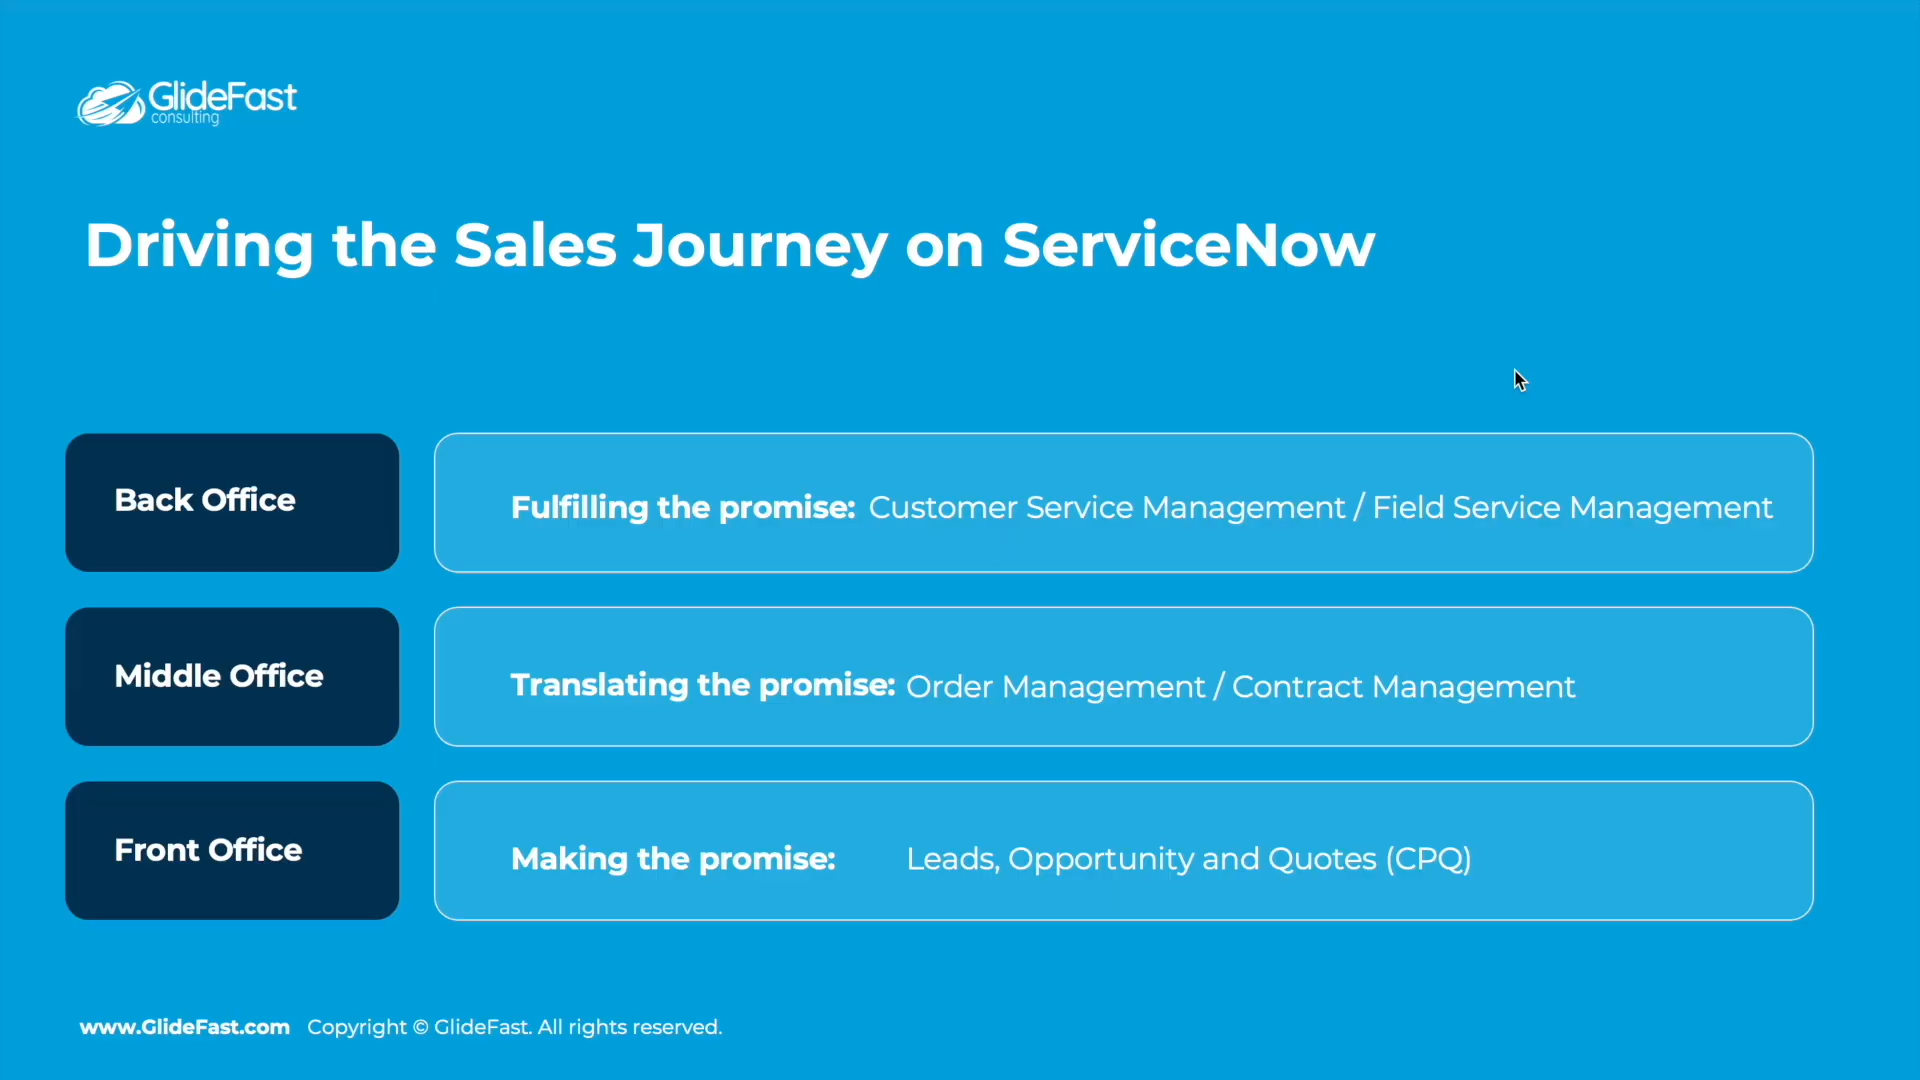 GlideFast
consulting
Driving the Sales Journey on ServiceNow
Back Office
Fulfilling the promise: Customer Service Management / Field Service Management
Middle Office
Translating the promise: Order Management / Contract Management
Front Office
Making the promise: Leads, Opportunity and Quotes (CPQ)
www.GlideFast.com Copyright © GlideFast. All rights reserved.